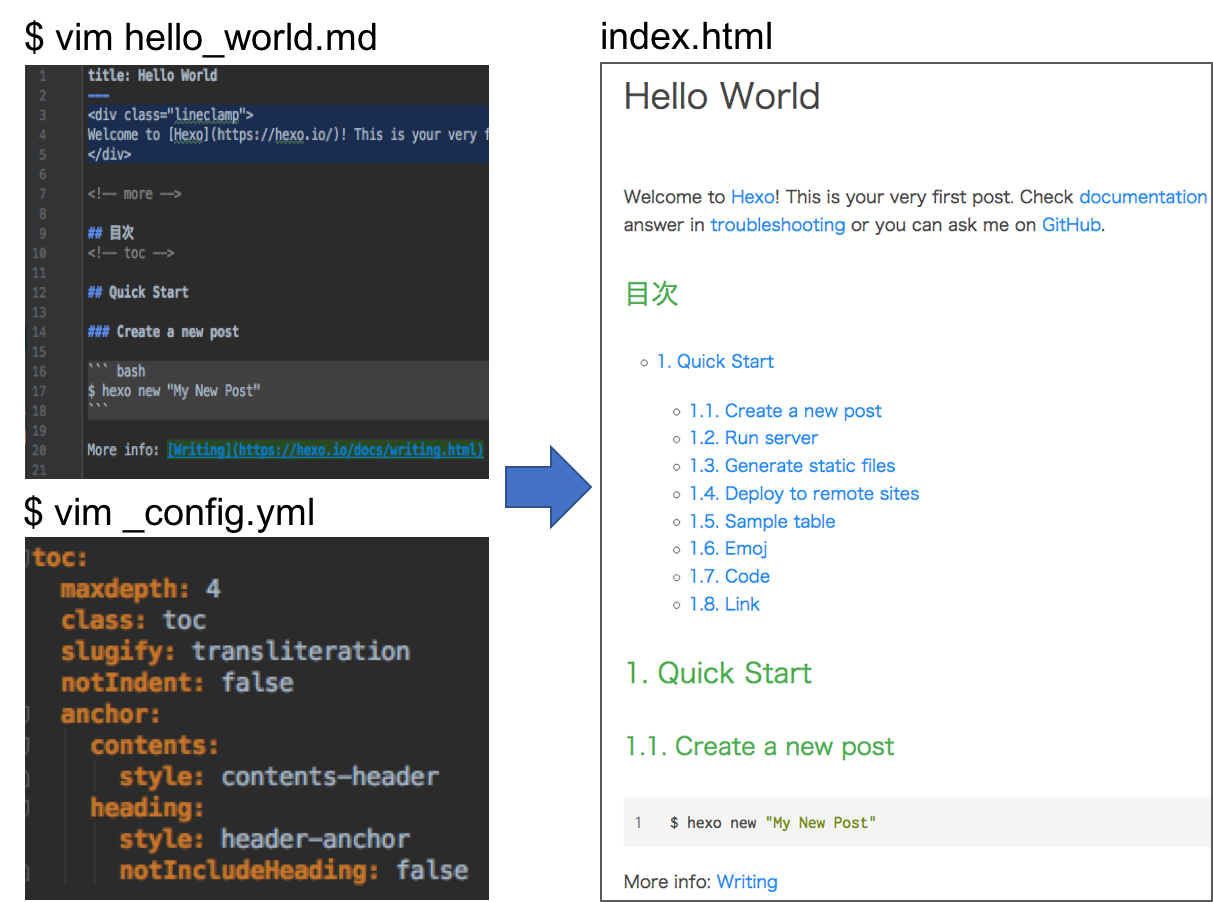 $ vim hello_world.md
1 title: Hello World
2 ---
3 <div class="lineclamp">
4 Welcome to [Hexo](https://hexo.io/)! This is your very f
5 </div>
6
7 <!-- more -->
8
9 ## 目次
10 <!-- toc -->
11
12 ## Quick Start
13
14 ### Create a new post
15
16 ``` bash
17 $ hexo new "My New Post"
18 ```
19
20 More info: [Writing](https://hexo.io/docs/writing.html)
21
$ vim _config.yml
toc:
maxdepth: 4
class: toc
slugify: transliteration
notIndent: false
anchor:
contents:
style: contents-header
heading:
style: header-anchor
notIncludeHeading: false
index.html
Hello World
Welcome to Hexo! This is your very first post. Check documentation
answer in troubleshooting or you can ask me on GitHub.
目次
1. Quick Start
1.1. Create a new post
1.2. Run server
1.3. Generate static files
1.4. Deploy to remote sites
1.5. Sample table
1.6. Emoj
1.7. Code
1.8. Link
1. Quick Start
1.1. Create a new post
1 $ hexo new "My New Post"
More info: Writing